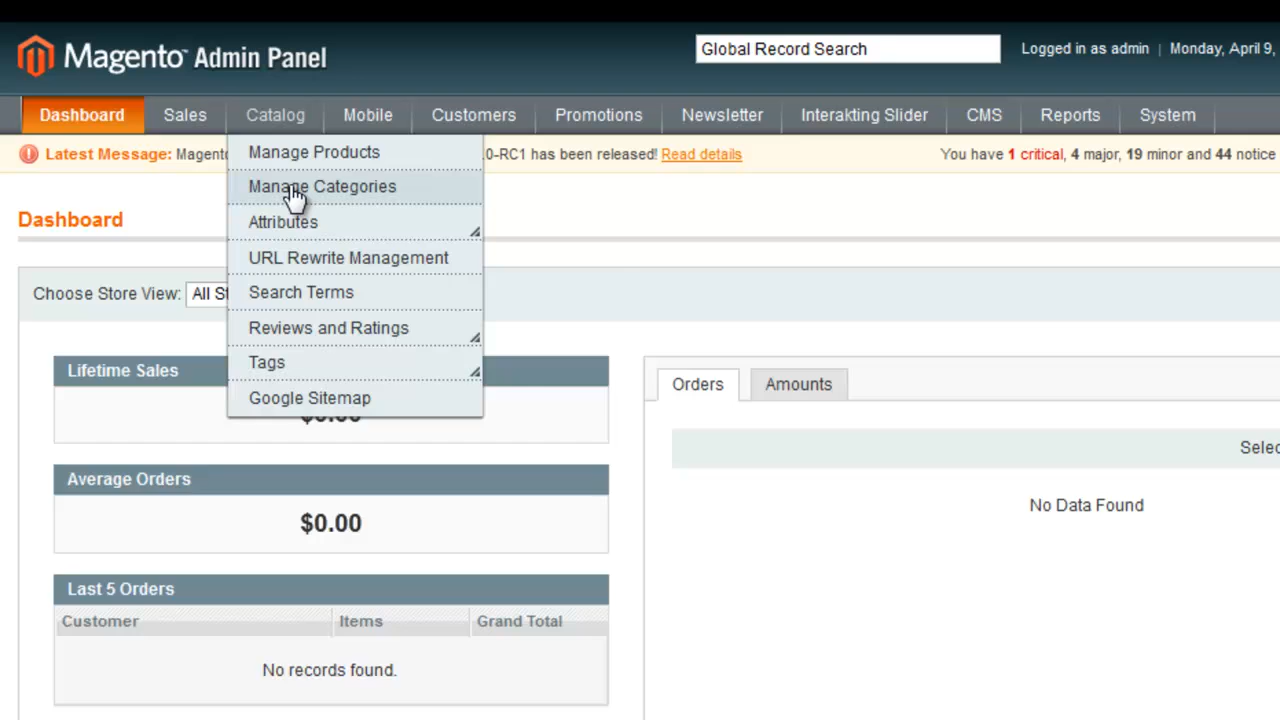 Magento™ Admin Panel
Global Record Search
Logged in as admin | Monday, April 9,
Dashboard Sales Catalog Mobile Customers Promotions Newsletter Interakting Slider CMS Reports System
Latest Message: Magento
.0-RC1 has been released! Read details
You have 1 critical, 4 major, 19 minor and 44 notice
Manage Products
Manage Categories
Attributes
URL Rewrite Management
Search Terms
Reviews and Ratings
Tags
Google Sitemap
Dashboard
Choose Store View: All St
Lifetime Sales
$0.00
Average Orders
$0.00
Last 5 Orders
Customer Items Grand Total
No records found.
Orders Amounts
Selec
No Data Found